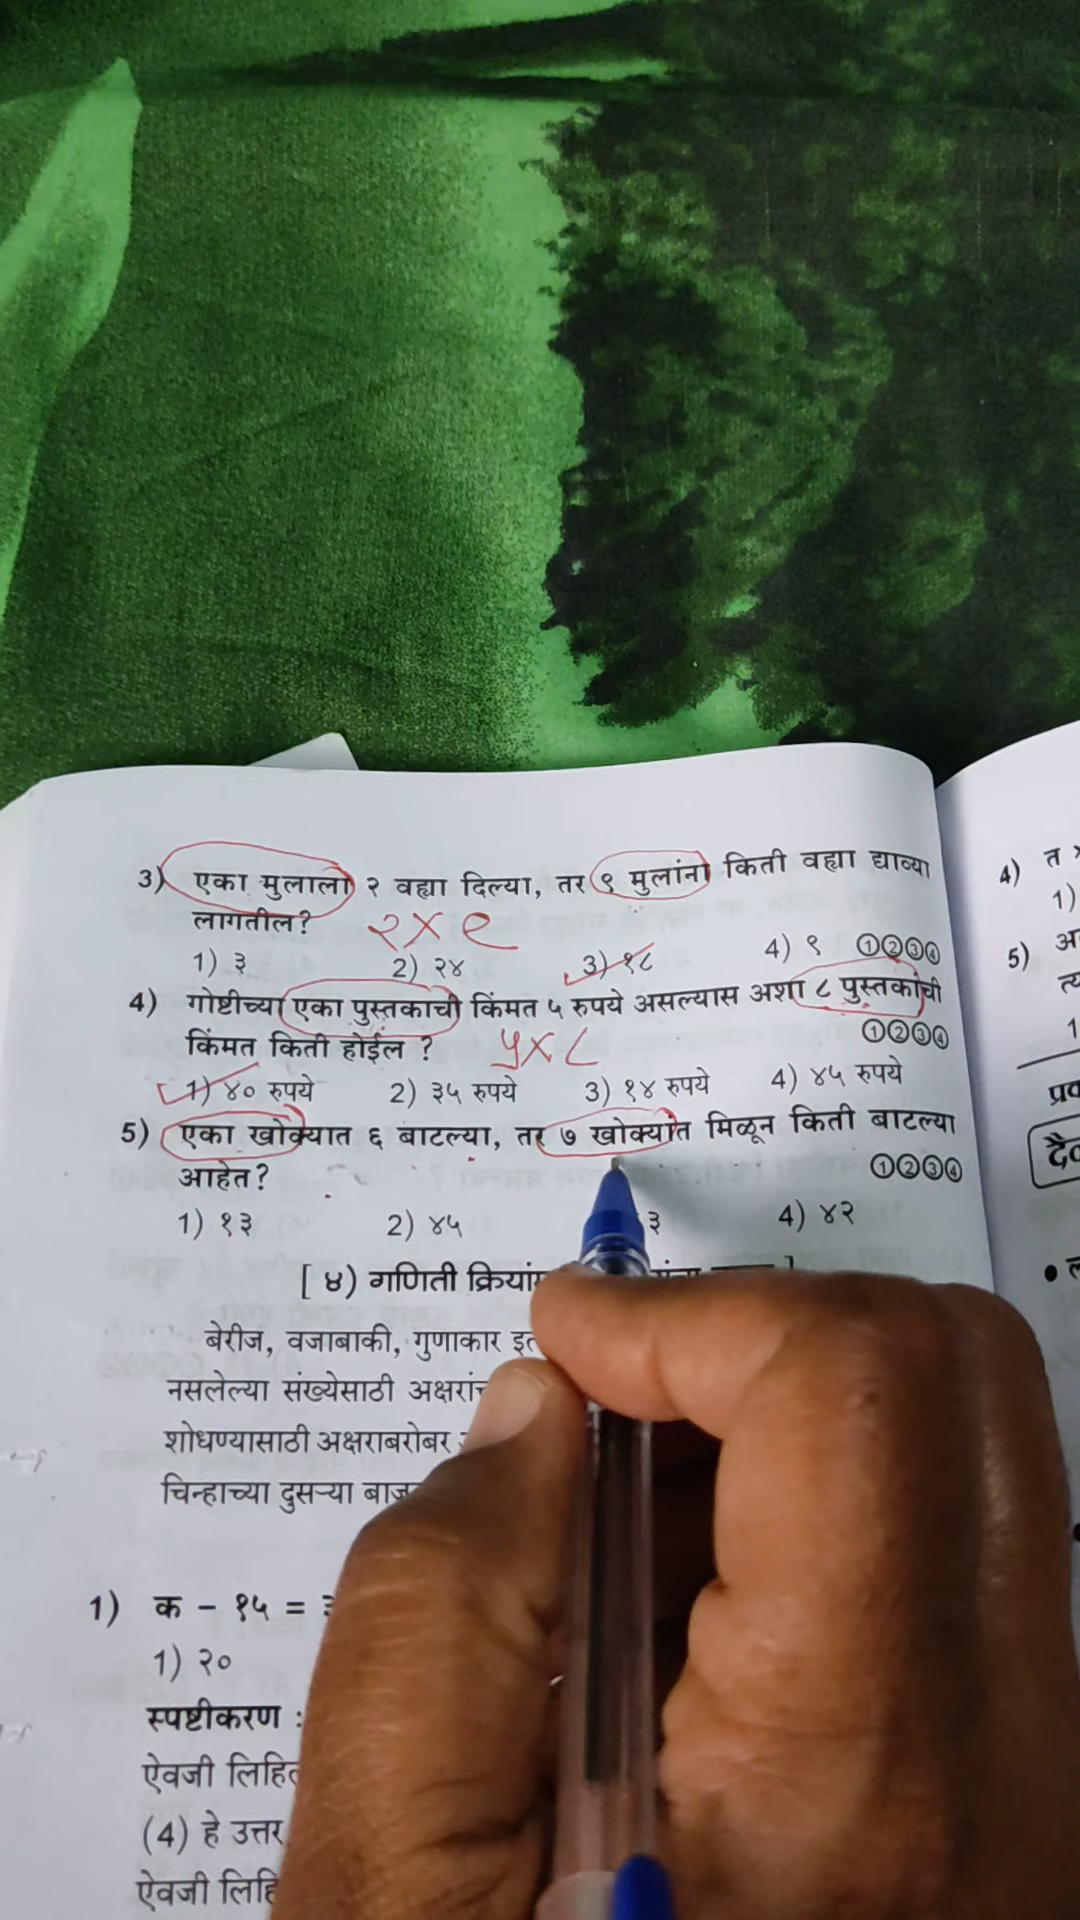 3) एका मुलाला २ वह्या दिल्या, तर ९ मुलांना किती वह्या द्याव्या
लागतील?
२×९
1) ३ 2) २४ 3) १८ 4) ९ ①②③④
4) गोष्टीच्या एका पुस्तकाची किंमत ५ रुपये असल्यास अशा ८ पुस्तकांची
किंमत किती होईल ? ①②③④
५×८
1) ४० रुपये 2) ३५ रुपये 3) १४ रुपये 4) ४५ रुपये
5) एका खोक्यात ६ बाटल्या, तर ७ खोक्यांत मिळून किती बाटल्या
आहेत? ①②③④
1) १३ 2) ४५ ३ 4) ४२
[ ४) गणिती
बेरीज, वजाबाकी, गुणाकार
नसलेल्या संख्येसाठी
शोधण्यासाठी अक्षराबरोबर
चिन्हाच्या दुसऱ्या
1) क – १५ =
1) २०
स्पष्टीकरण :
ऐवजी
(4) हे उत्तर
ऐवजी
4) त
1)
5)
1